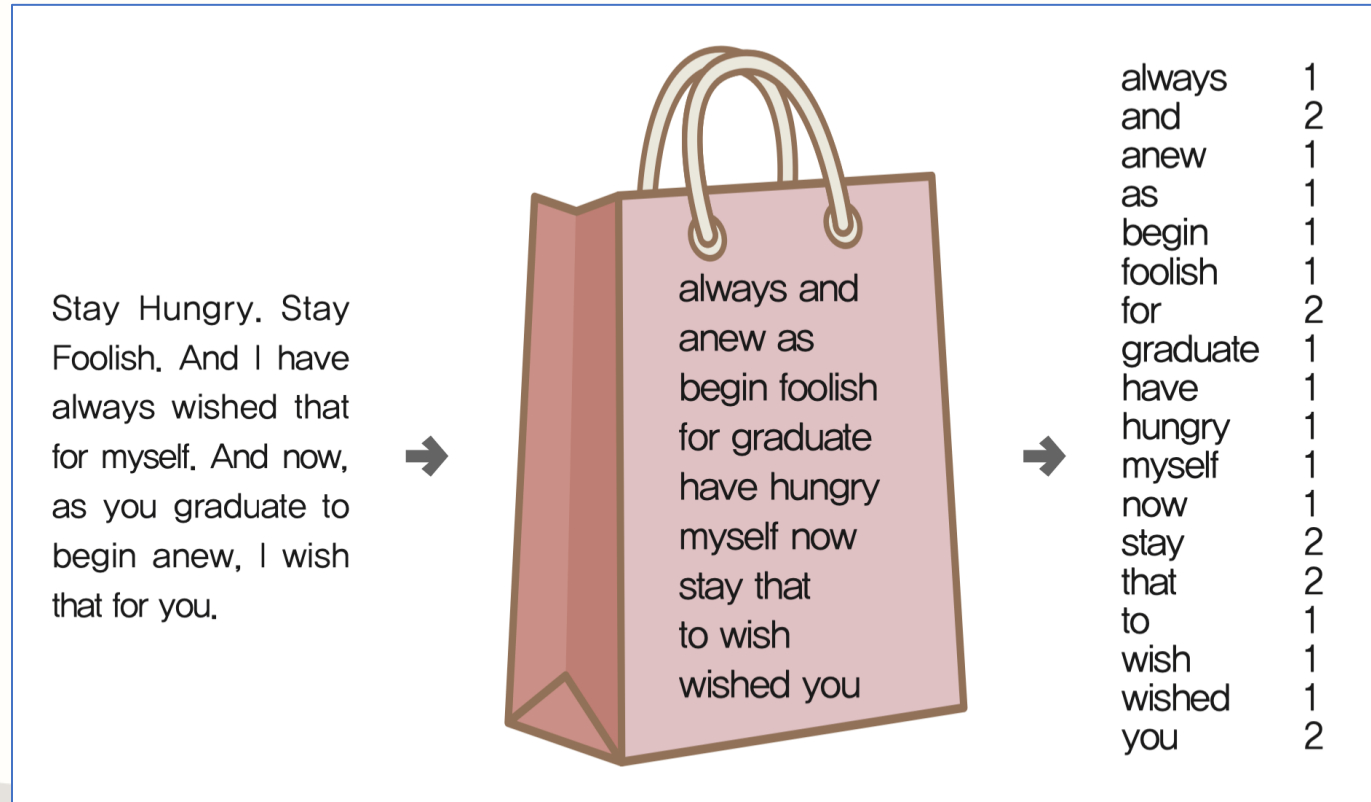 Stay Hungry. Stay
Foolish. And I have
always wished that
for myself. And now,
as you graduate to
begin anew, I wish
that for you.
always and
anew as
begin foolish
for graduate
have hungry
myself now
stay that
to wish
wished you
always 1
and 2
anew 1
as 1
begin 1
foolish 1
for 2
graduate 1
have 1
hungry 1
myself 1
now 1
stay 2
that 2
to 1
wish 1
wished 1
you 2